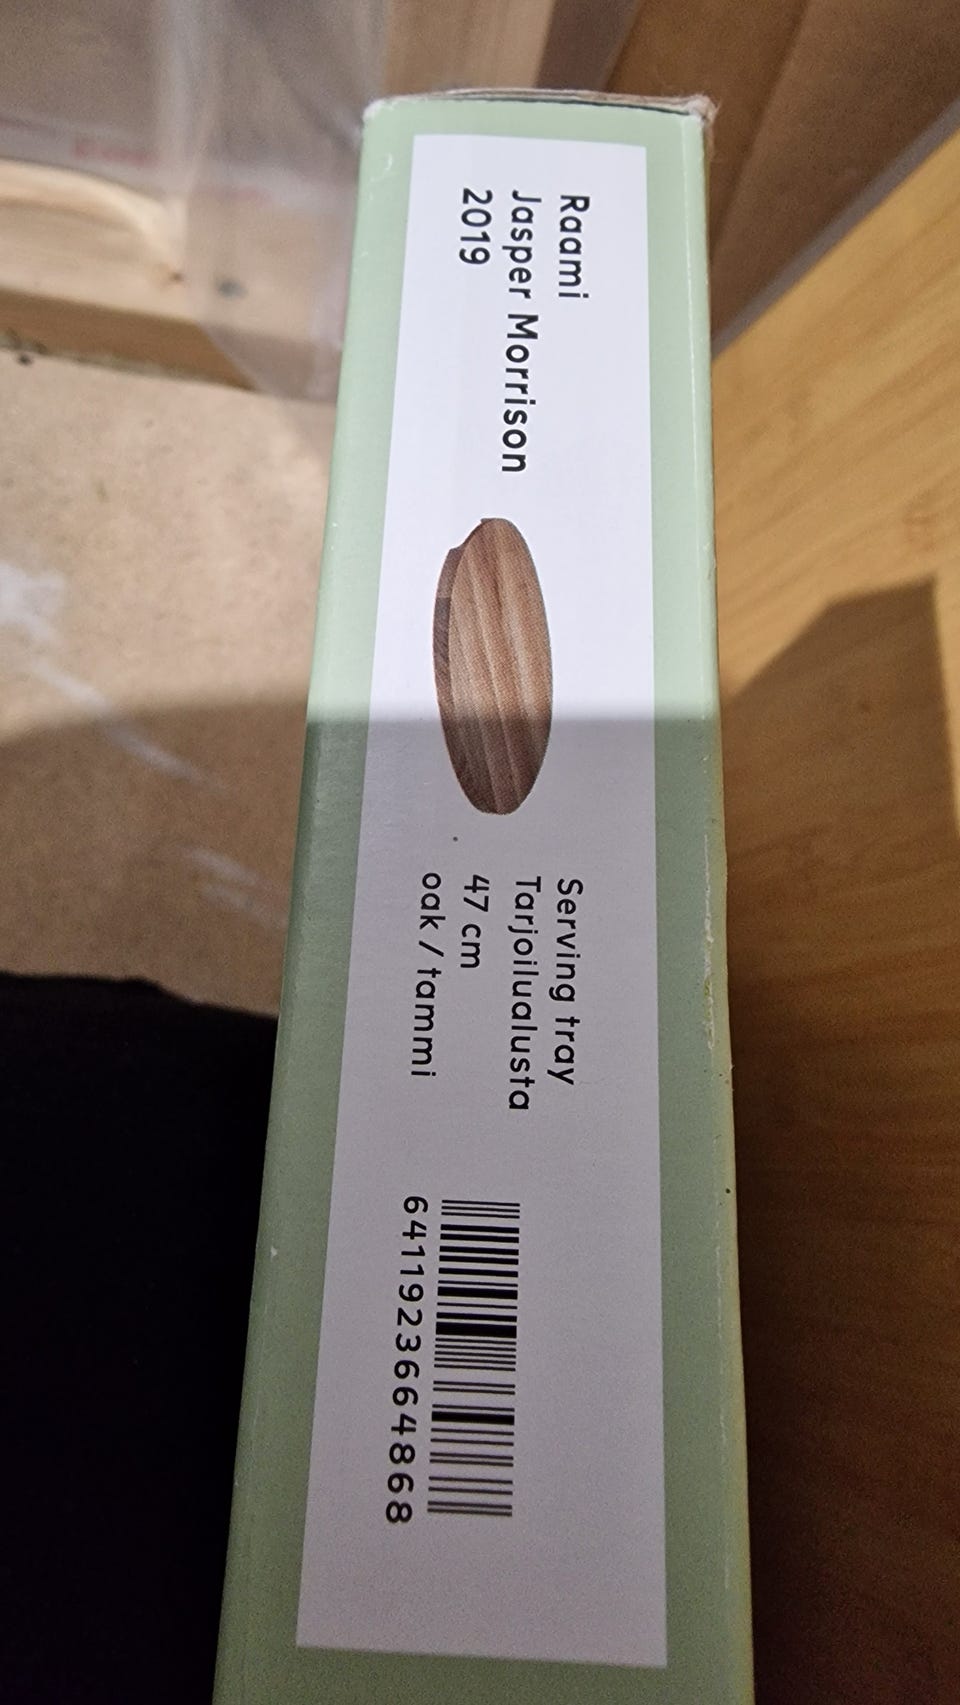 Raami
Jasper Morrison
2019
Serving tray
Tarjoilualusta
47 cm
oak / tammi
6411923664868